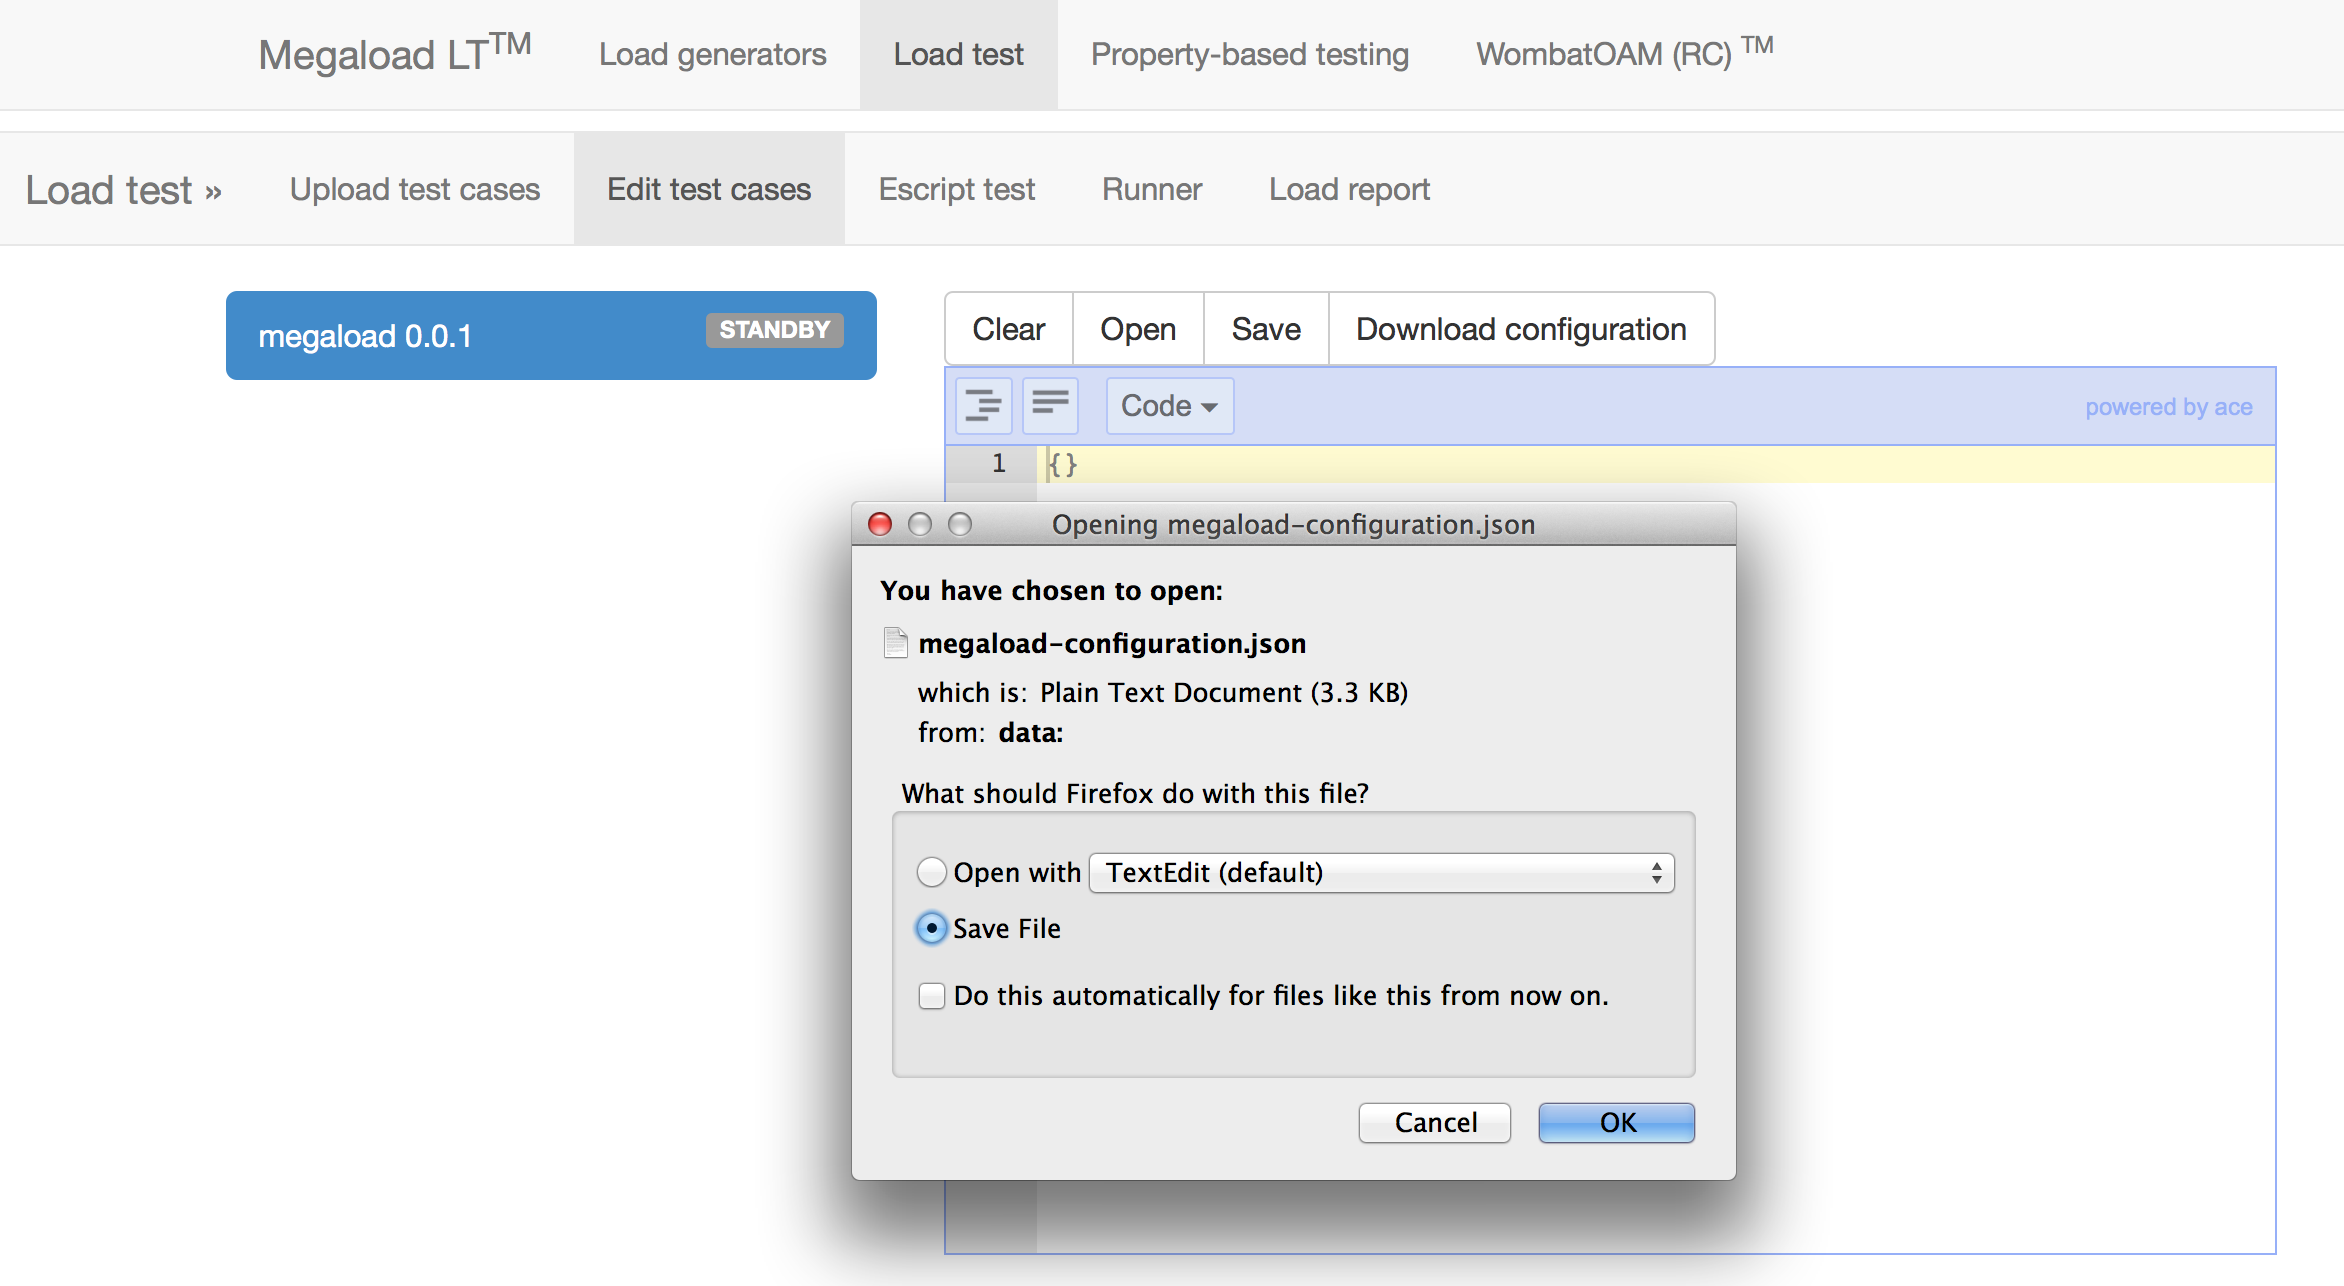 Megaload LT™ Load generators Load test Property-based testing WombatOAM (RC) ™
Load test » Upload test cases Edit test cases Escript test Runner Load report
megaload 0.0.1 STANDBY
Clear Open Save Download configuration
Code powered by ace
1 {}
Opening megaload-configuration.json
You have chosen to open:
megaload-configuration.json
which is: Plain Text Document (3.3 KB)
from: data:
What should Firefox do with this file?
Open with TextEdit (default)
Save File
Do this automatically for files like this from now on.
Cancel OK